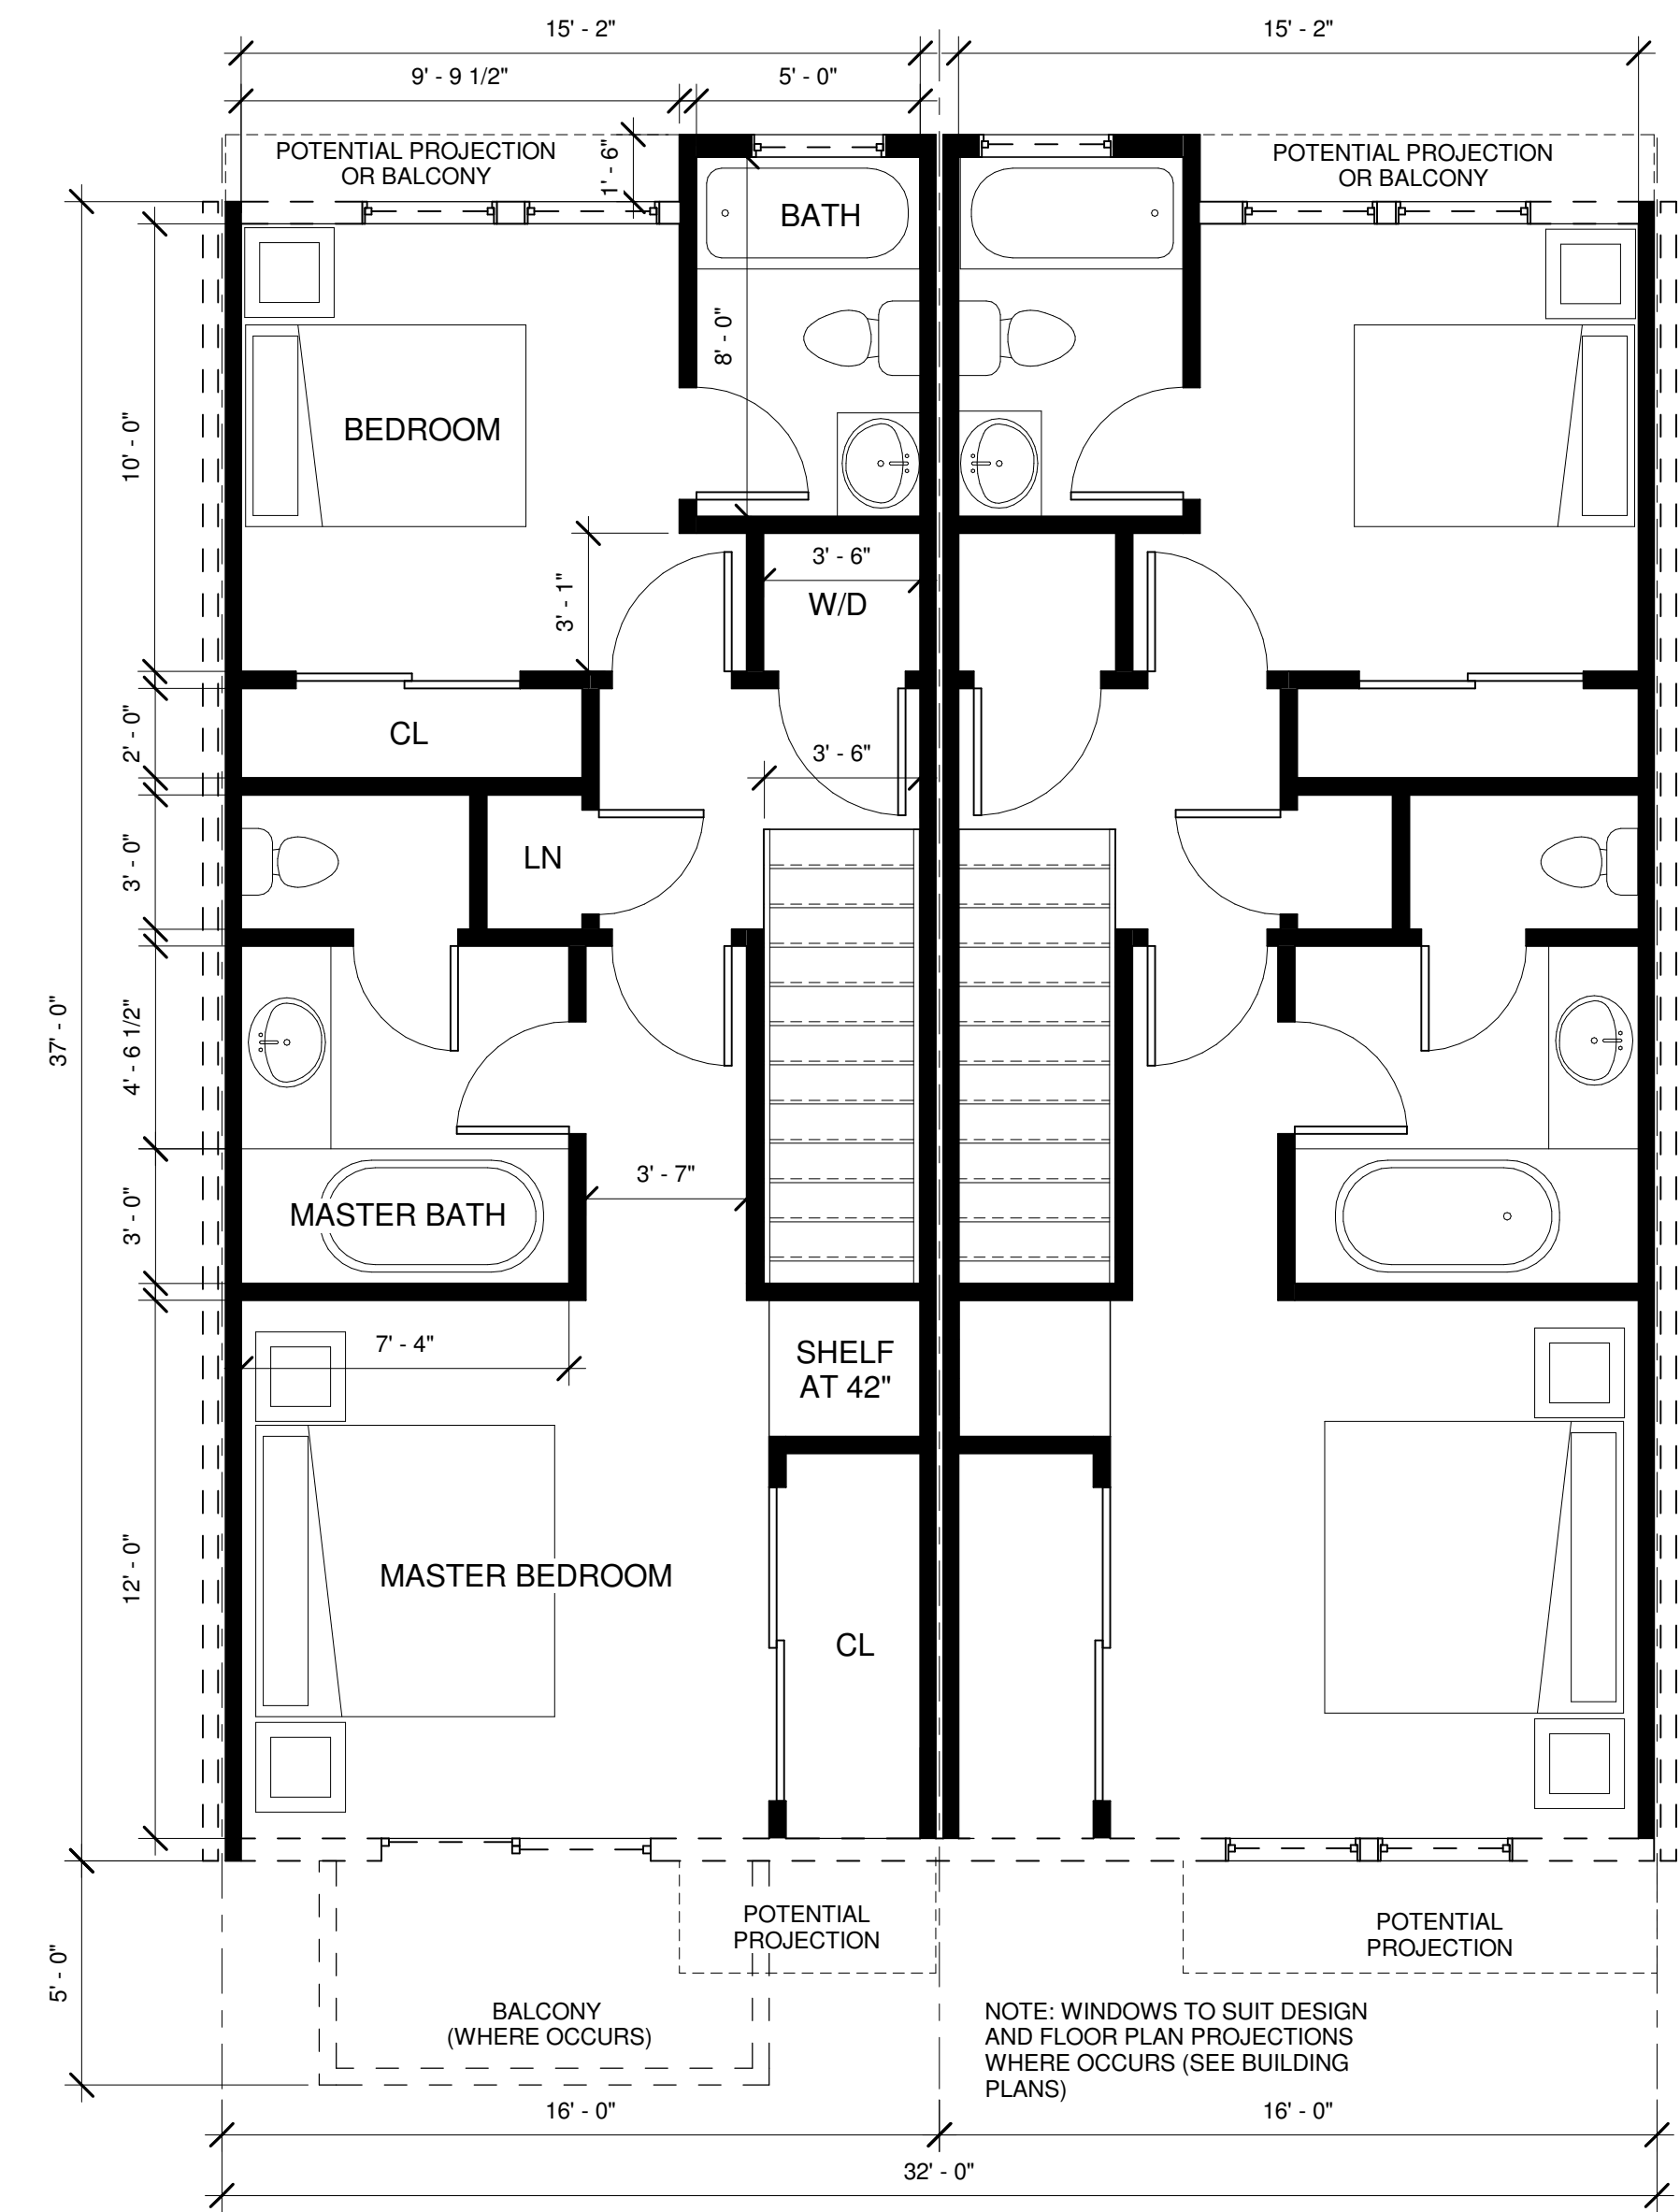 15' - 2"
15' - 2"
9' - 9 1/2"
5' - 0"
POTENTIAL PROJECTION
OR BALCONY
1' - 6"
POTENTIAL PROJECTION
OR BALCONY
BATH
8' - 0"
BEDROOM
10' - 0"
3' - 6"
3' - 1"
W/D
2' - 0"
CL
3' - 6"
3' - 0"
LN
37' - 0"
4' - 6 1/2"
3' - 7"
3' - 0"
MASTER BATH
7' - 4"
SHELF
AT 42"
12' - 0"
MASTER BEDROOM
CL
POTENTIAL
PROJECTION
POTENTIAL
PROJECTION
5' - 0"
BALCONY
(WHERE OCCURS)
NOTE: WINDOWS TO SUIT DESIGN
AND FLOOR PLAN PROJECTIONS
WHERE OCCURS (SEE BUILDING
PLANS)
16' - 0"
16' - 0"
32' - 0"